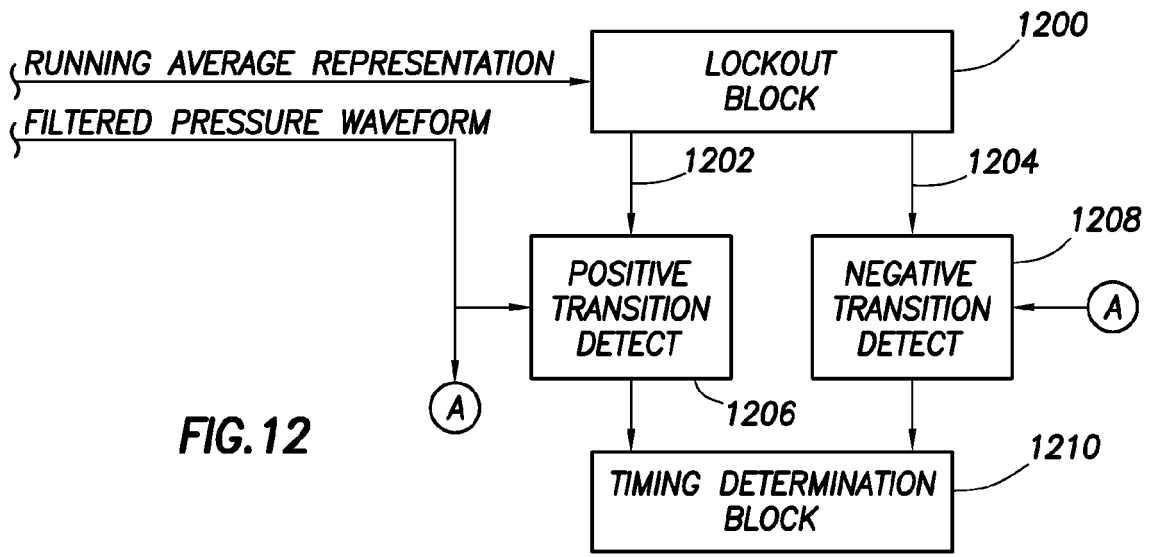 1200
RUNNING AVERAGE REPRESENTATION
LOCKOUT
BLOCK
FILTERED PRESSURE WAVEFORM
1202
1204
1208
POSITIVE
TRANSITION
DETECT
NEGATIVE
TRANSITION
DETECT
A
A
1206
FIG.12
1210
TIMING DETERMINATION
BLOCK